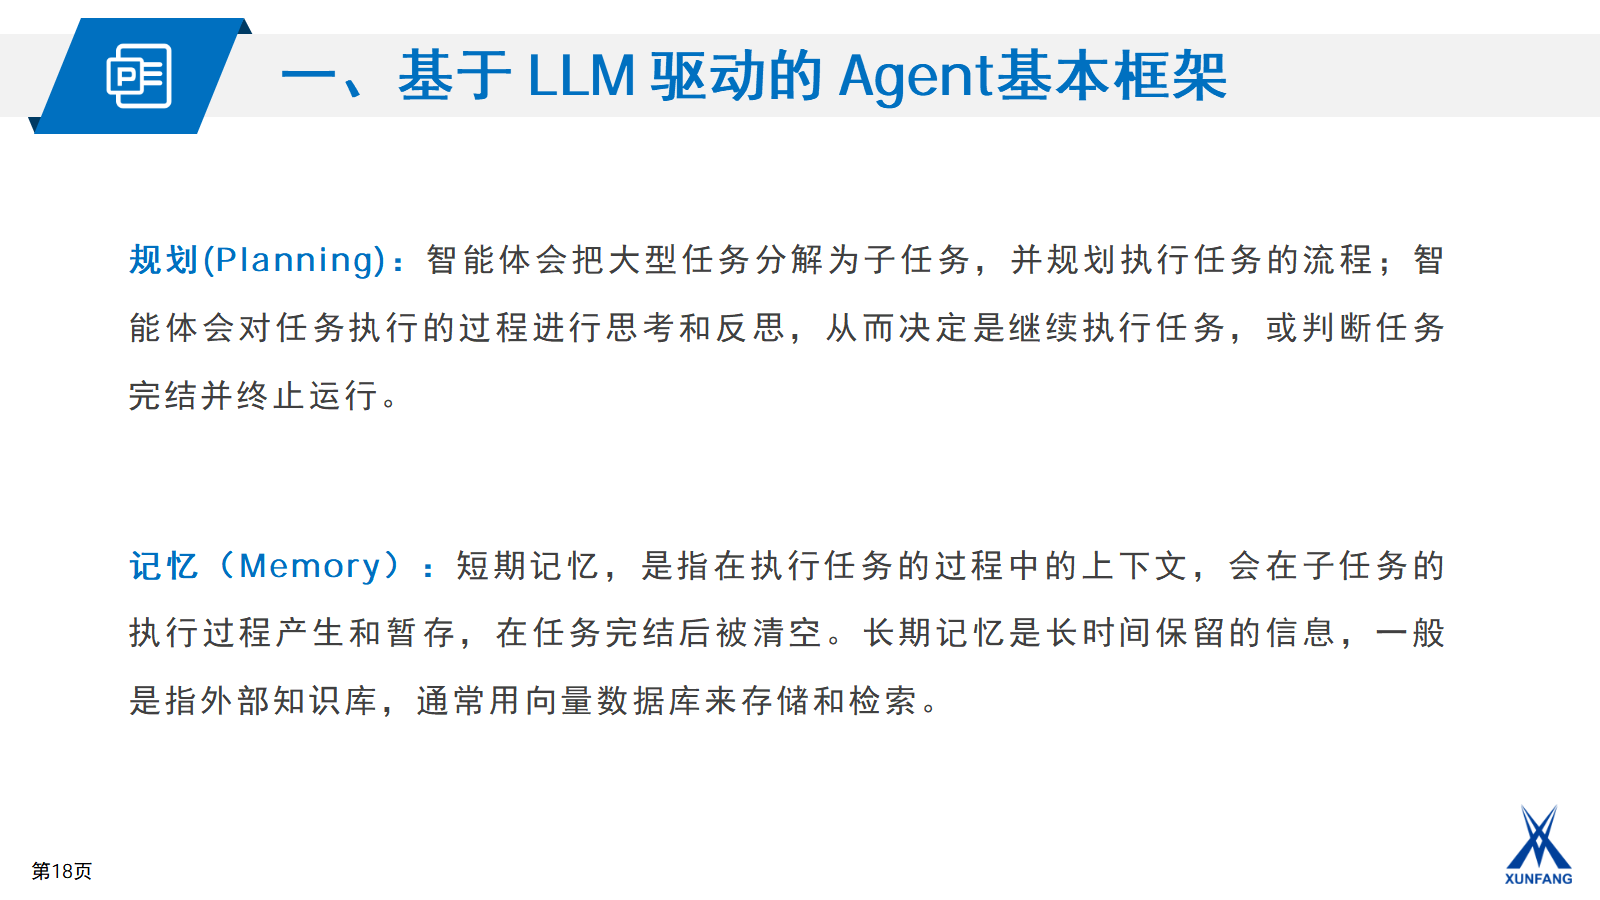 一、基于 LLM 驱动的 Agent基本框架
规划(Planning)：智能体会把大型任务分解为子任务，并规划执行任务的流程；智
能体会对任务执行的过程进行思考和反思，从而决定是继续执行任务，或判断任务
完结并终止运行。
记忆（Memory）：短期记忆，是指在执行任务的过程中的上下文，会在子任务的
执行过程产生和暂存，在任务完结后被清空。长期记忆是长时间保留的信息，一般
是指外部知识库，通常用向量数据库来存储和检索。
第18页
XUNFANG